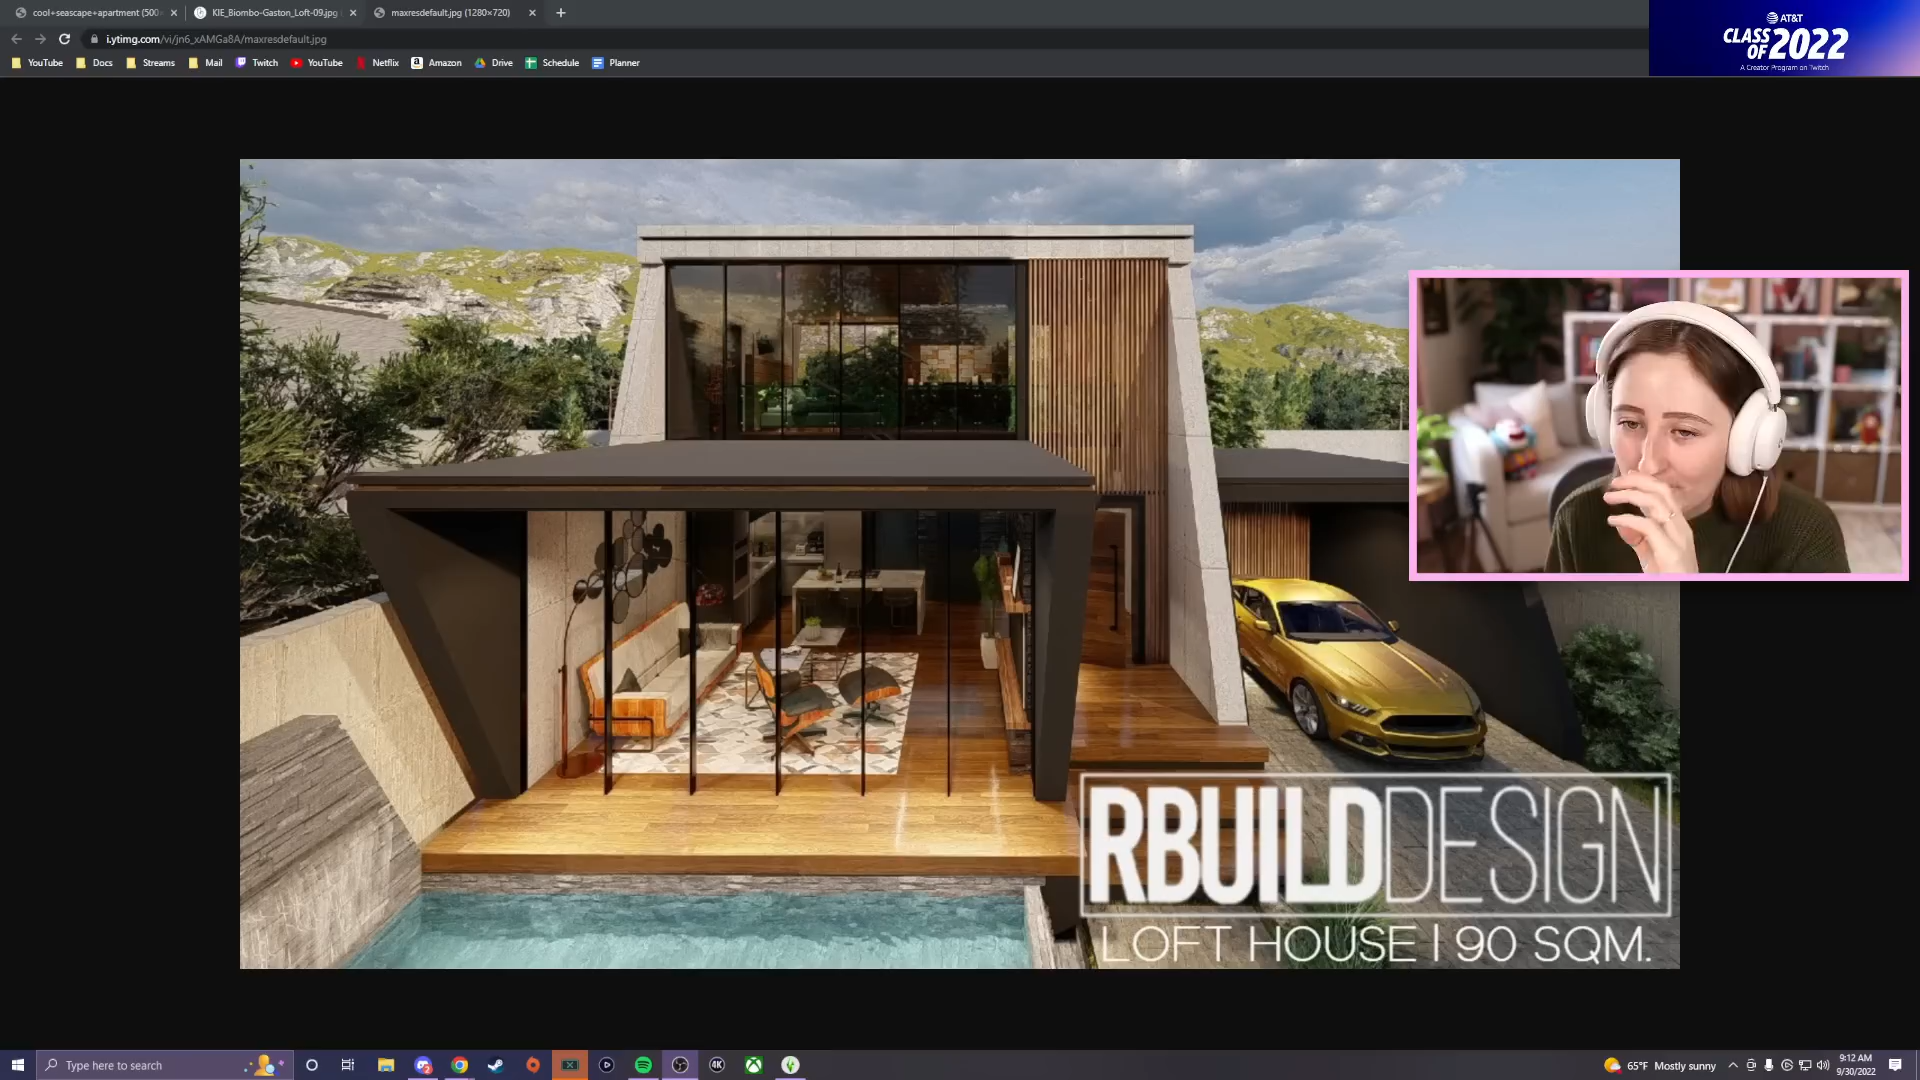 cool+seascape+apartment (500×
KIE_Biombo-Gaston_Loft-09.jpg
maxresdefault.jpg (1280×720)
i.ytimg.com/vi/jn6_xAMGa8A/maxresdefault.jpg
YouTube
Docs
Streams
Mail
Twitch
YouTube
Netflix
Amazon
Drive
Schedule
Planner
AT&T
CLASS
OF 2022
A Creator Program on Twitch
RBUILDDESIGN
LOFT HOUSE | 90 SQM.
Type here to search
65°F Mostly sunny
9:12 AM
9/30/2022